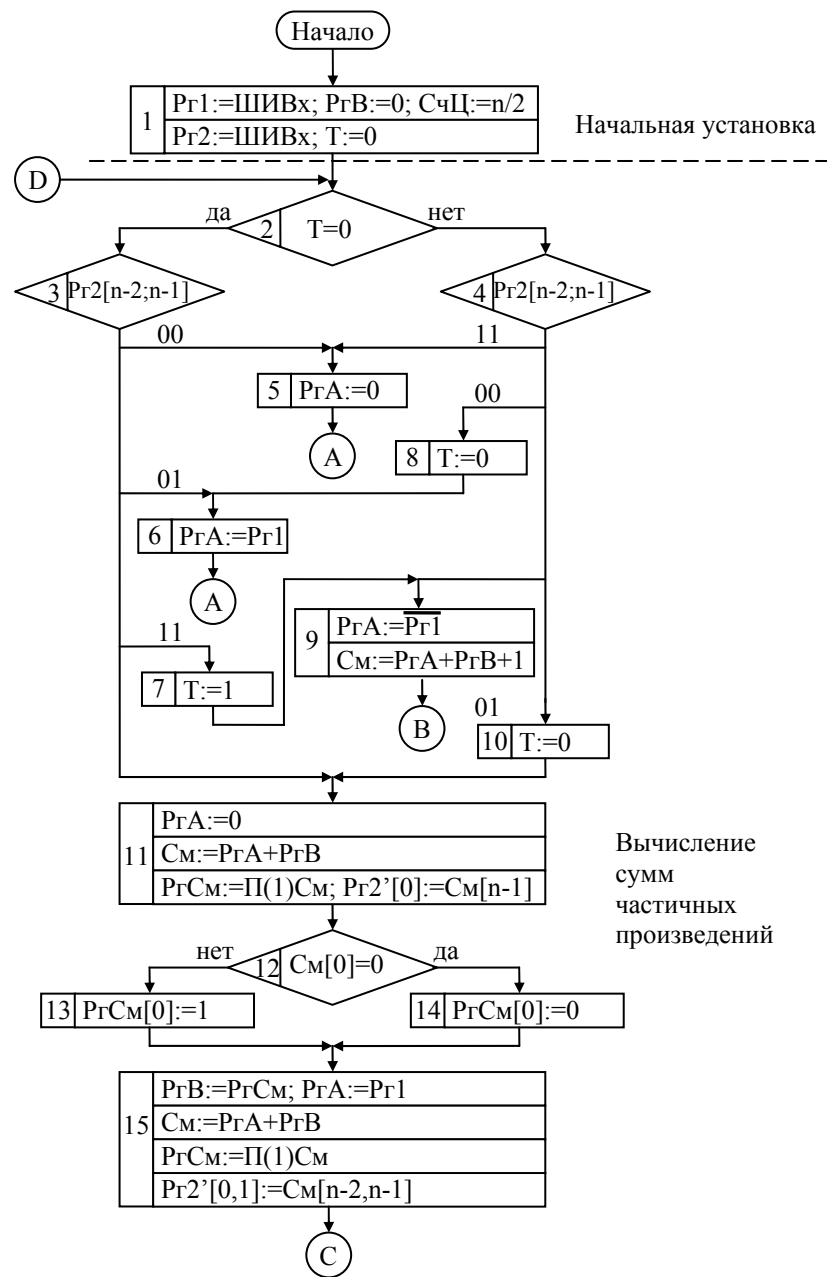 Начало
1
Рг1:=ШИВх; РгВ:=0; СчЦ:=n/2
Рг2:=ШИВх; Т:=0
Начальная установка
D
да
2
Т=0
нет
3
Рг2[n-2;n-1]
4
Рг2[n-2;n-1]
00
11
5
РгА:=0
00
А
8
Т:=0
01
6
РгА:=Рг1
А
9
РгА:=Рг1
См:=РгА+РгВ+1
11
7
Т:=1
В
01
10
Т:=0
11
РгА:=0
См:=РгА+РгВ
РгСм:=П(1)См; Рг2’[0]:=См[n-1]
Вычисление
сумм
частичных
произведений
нет
12
См[0]=0
да
13
РгСм[0]:=1
14
РгСм[0]:=0
15
РгВ:=РгСм; РгА:=Рг1
См:=РгА+РгВ
РгСм:=П(1)См
Рг2’[0,1]:=См[n-2,n-1]
С